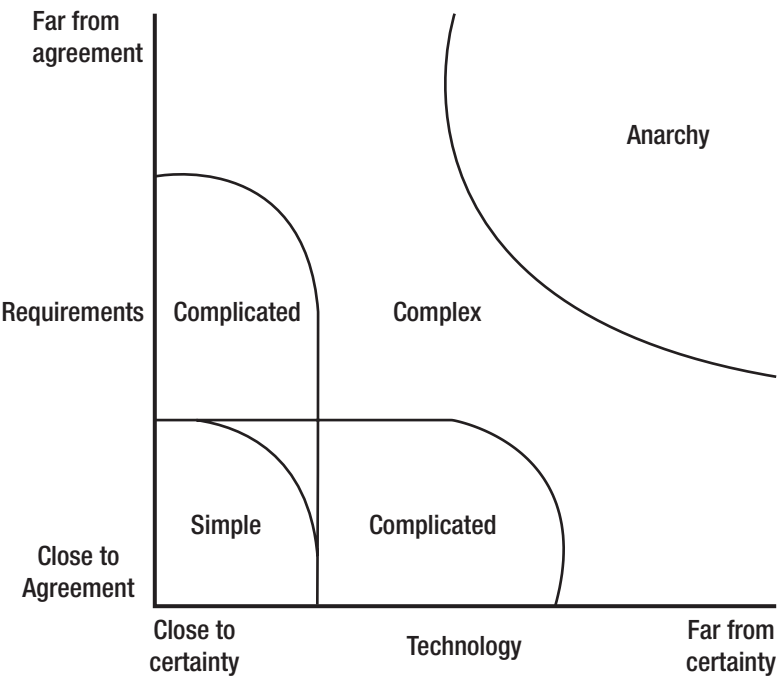 Far from
agreement
Anarchy
Requirements
Complicated
Complex
Simple
Complicated
Close to
Agreement
Close to
certainty
Technology
Far from
certainty